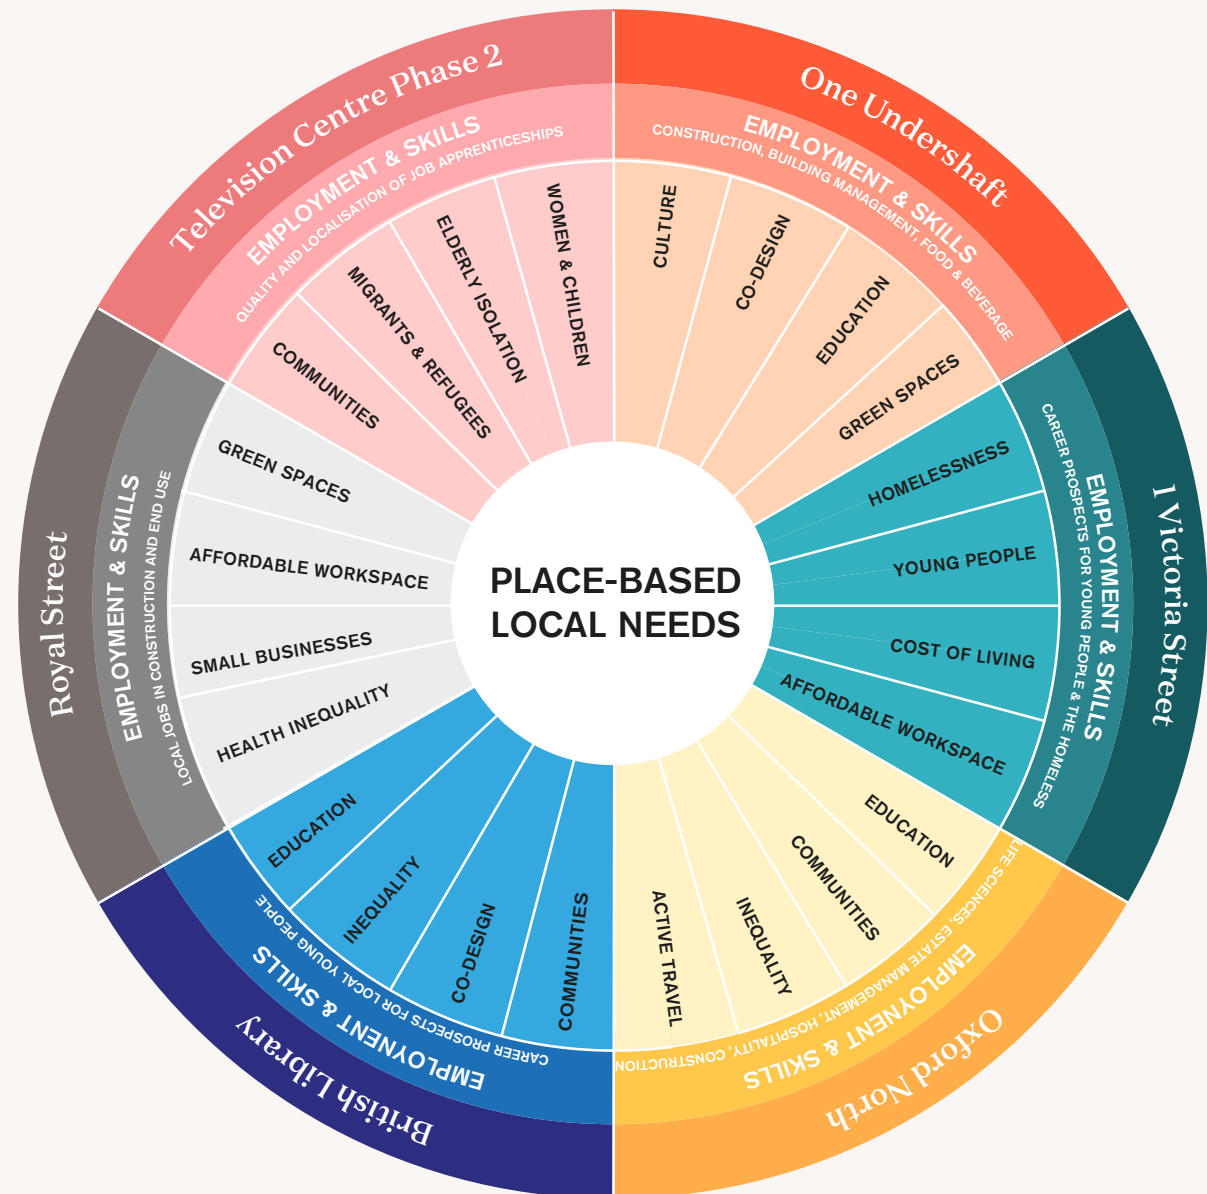 PLACE-BASED
LOCAL NEEDS
One Undershaft
EMPLOYMENT & SKILLS
CONSTRUCTION, BUILDING MANAGEMENT, FOOD & BEVERAGE
CULTURE
CO-DESIGN
EDUCATION
GREEN SPACES
1 Victoria Street
EMPLOYMENT & SKILLS
CAREER PROSPECTS FOR YOUNG PEOPLE & THE HOMELESS
HOMELESSNESS
YOUNG PEOPLE
COST OF LIVING
AFFORDABLE WORKSPACE
Oxford North
EMPLOYNENT & SKILLS
LIFE SCIENCES, ESTATE MANAGEMENT, HOSPITALITY, CONSTRUCTION
EDUCATION
COMMUNITIES
INEQUALITY
ACTIVE TRAVEL
British Library
EMPLOYNENT & SKILLS
CAREER PROSPECTS FOR LOCAL YOUNG PEOPLE
COMMUNITIES
CO-DESIGN
INEQUALITY
EDUCATION
Royal Street
EMPLOYMENT & SKILLS
LOCAL JOBS IN CONSTRUCTION AND END USE
HEALTH INEQUALITY
SMALL BUSINESSES
AFFORDABLE WORKSPACE
GREEN SPACES
Television Centre Phase 2
EMPLOYMENT & SKILLS
QUALITY AND LOCALISATION OF JOB APPRENTICESHIPS
COMMUNITIES
MIGRANTS & REFUGEES
ELDERLY ISOLATION
WOMEN & CHILDREN